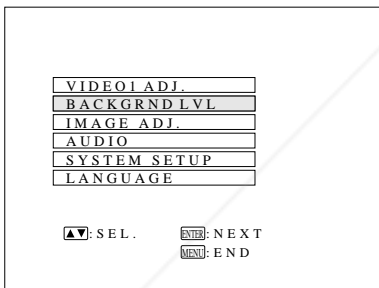 VIDEO1 ADJ.
BACKGRND LVL
IMAGE ADJ.
AUDIO
SYSTEM SETUP
LANGUAGE
▲▼:SEL. ENTER:NEXT
MENU:END